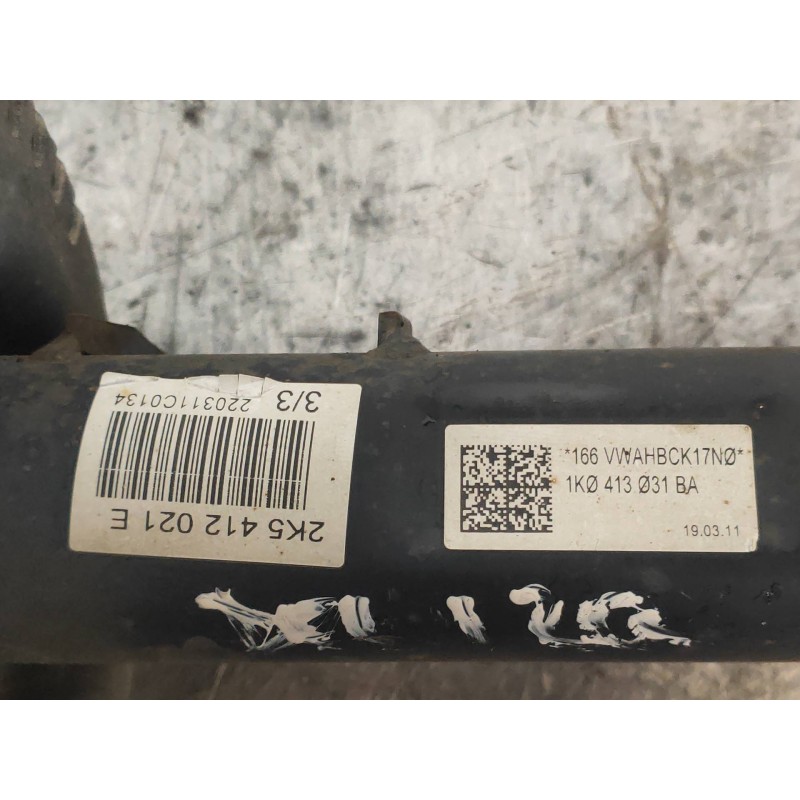 3/3
220311C0134
2K5 412 021 E
*166 VWAHBCK17NØ*
1KØ 413 Ø31 BA
19.03.11